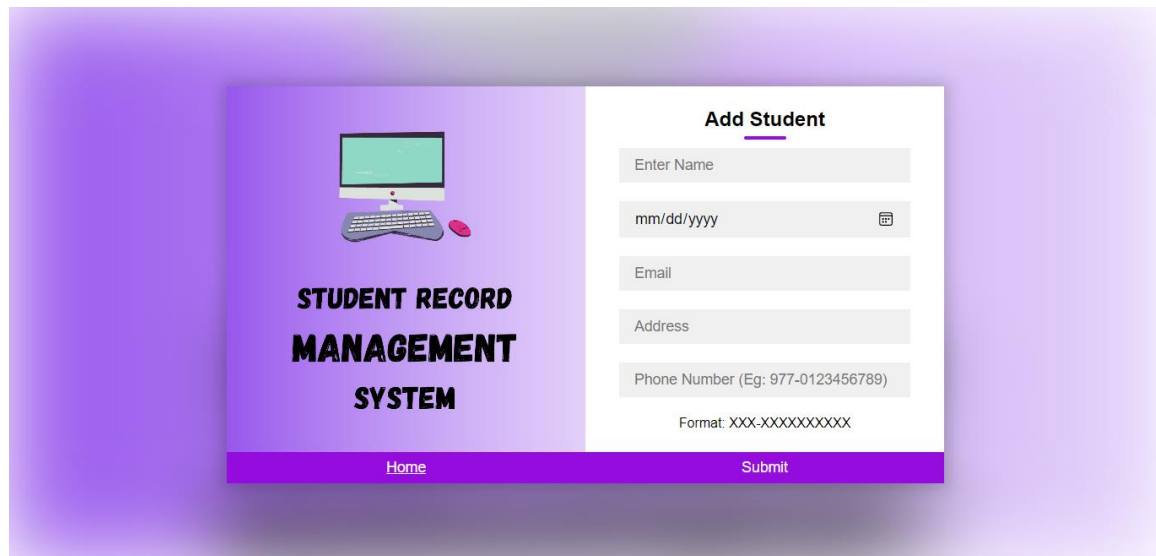 STUDENT RECORD
MANAGEMENT
SYSTEM
Add Student
Enter Name
mm/dd/yyyy
Email
Address
Phone Number (Eg: 977-0123456789)
Format: XXX-XXXXXXXXXX
Home
Submit